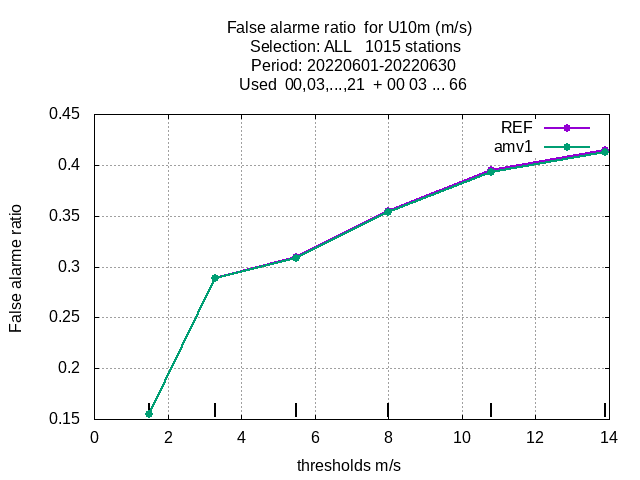 False alarme ratio  for U10m (m/s)
Selection: ALL   1015 stations
Period: 20220601-20220630
Used  00,03,...,21  + 00 03 ... 66
0.45
0.4
0.35
0.3
0.25
0.2
0.15
False alarme ratio
REF
amv1
0 2 4 6 8 10 12 14
thresholds m/s